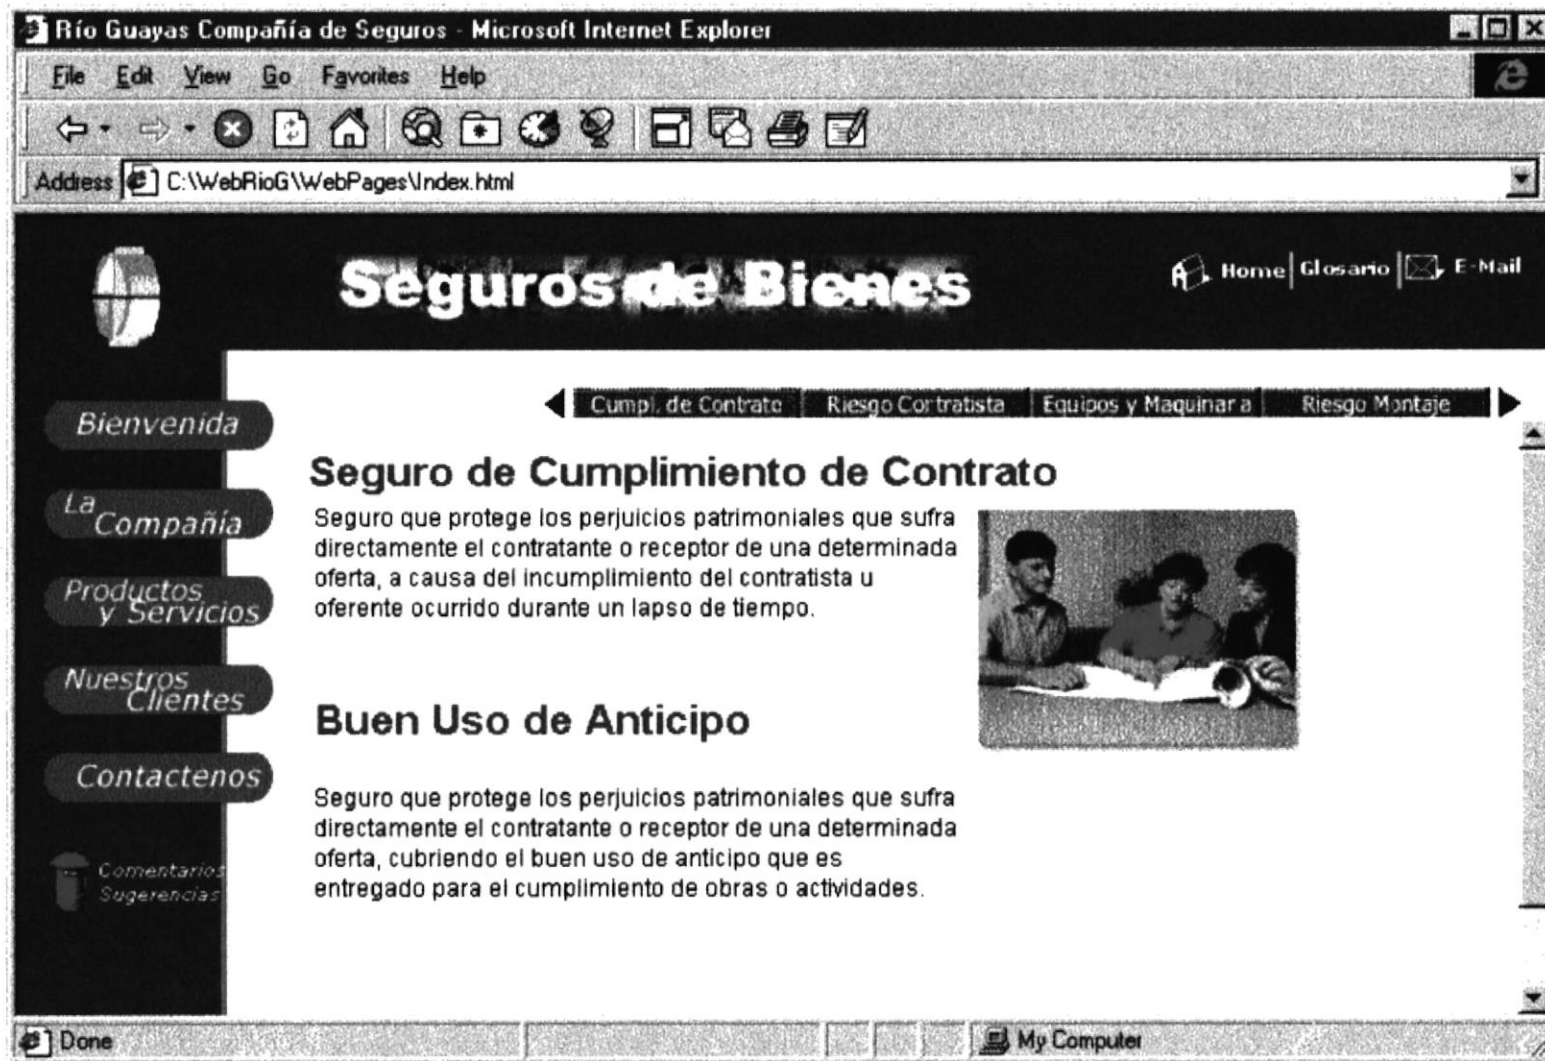 Río Guayas Compañía de Seguros - Microsoft Internet Explorer
File Edit View Go Favorites Help
Address C:\WebRioG\WebPages\Index.html
Seguros de Bienes
Home Glosario E-Mail
Cumpl. de Contrato Riesgo Contratista Equipos y Maquinaria Riesgo Montaje
Bienvenida
La
Compañía
Productos
y Servicios
Nuestros
Clientes
Contactenos
Comentarios
Sugerencias
Seguro de Cumplimiento de Contrato
Seguro que protege los perjuicios patrimoniales que sufra
directamente el contratante o receptor de una determinada
oferta, a causa del incumplimiento del contratista u
oferente ocurrido durante un lapso de tiempo.
Buen Uso de Anticipo
Seguro que protege los perjuicios patrimoniales que sufra
directamente el contratante o receptor de una determinada
oferta, cubriendo el buen uso de anticipo que es
entregado para el cumplimiento de obras o actividades.
Done My Computer